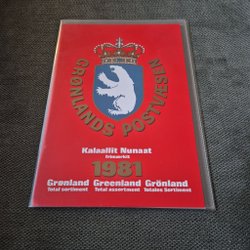 GRØNLANDS POSTVÆSEN
Kalaallit Nunaat
frimærkit
1981
Grønland Greenland Grönland
Total sortiment Total assortment Totales Sortiment